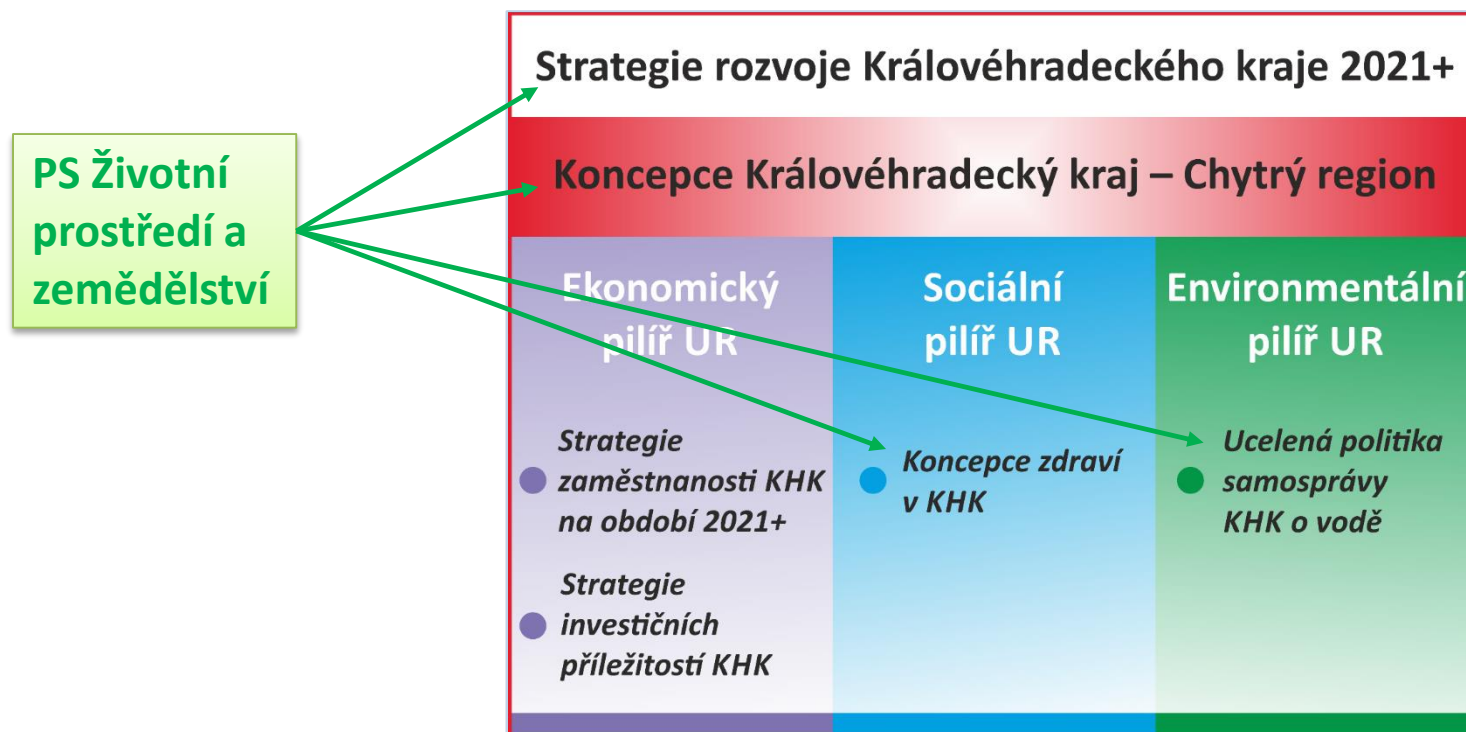 PS Životní
prostředí a
zemědělství
Strategie rozvoje Královéhradeckého kraje 2021+
Koncepce Královéhradecký kraj – Chytrý region
Ekonomický
pilíř UR
Strategie
zaměstnanosti KHK
na období 2021+
Strategie
investičních
příležitostí KHK
Sociální
pilíř UR
Koncepce zdraví
v KHK
Environmentální
pilíř UR
Ucelená politika
samosprávy
KHK o vodě